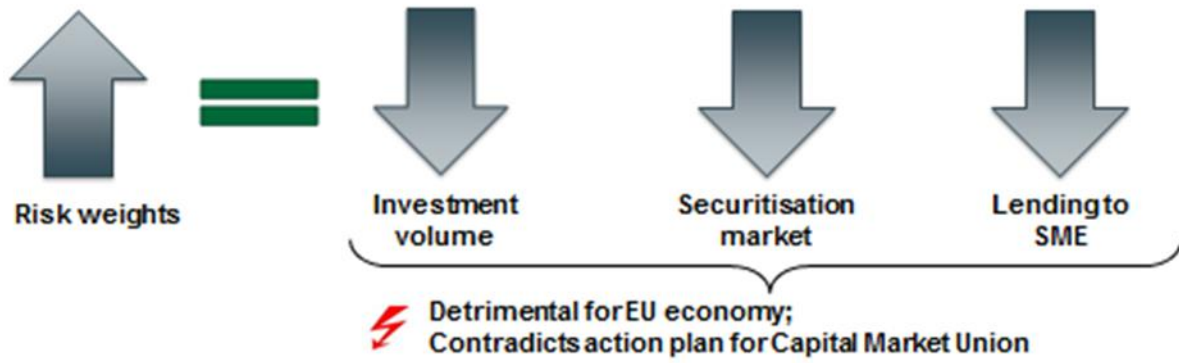 Risk weights
Investment volume
Securitisation market
Lending to SME
Detrimental for EU economy;
Contradicts action plan for Capital Market Union